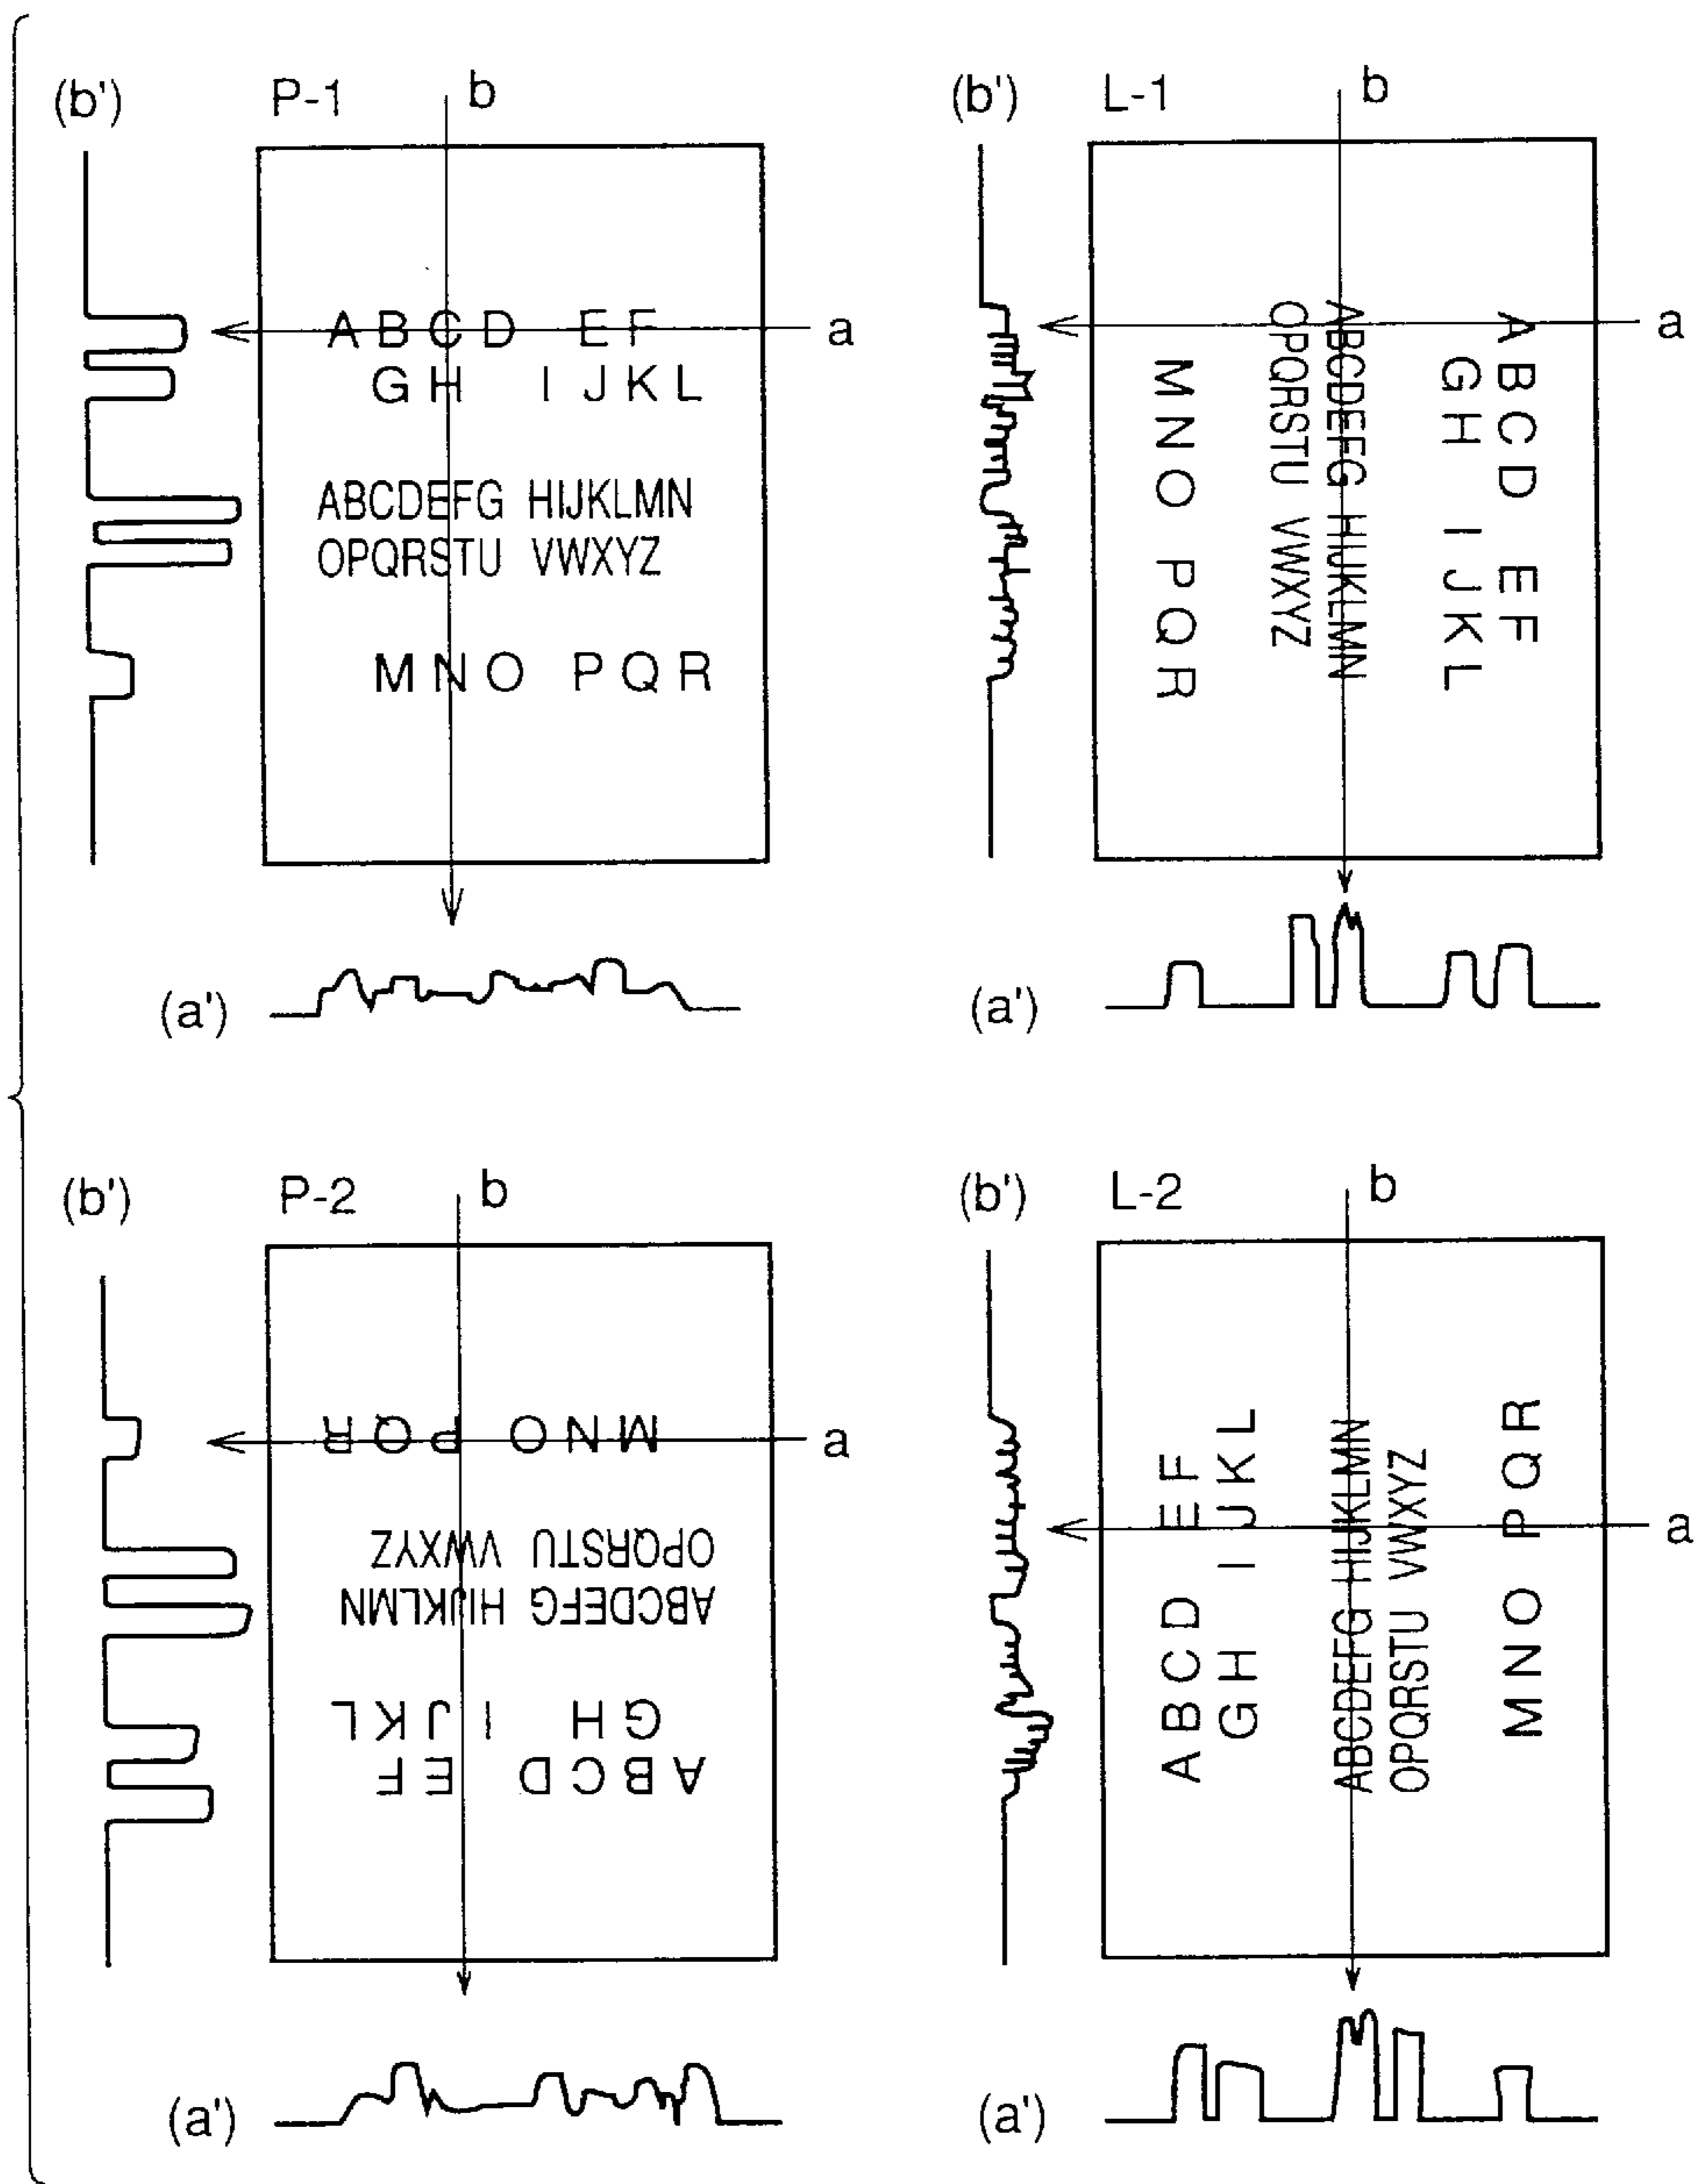 (b')
P-1
b
ABCD EF
a
GH IJKL
ABCDEFG HIJKLMN
OPQRSTU VWXYZ
MNO PQR
(a')
(b')
L-1
b
a
ABCD EF
GH IJKL
ABCDEFG HIJKLMN
OPQRSTU VWXYZ
MNO PQR
(a')
(b')
P-2
b
a
ABCD EF
GH IJKL
ABCDEFG HIJKLMN
OPQRSTU VWXYZ
MNO PQR
(a')
(b')
L-2
b
a
ABCD EF
GH IJKL
ABCDEFG HIJKLMN
OPQRSTU VWXYZ
MNO PQR
(a')